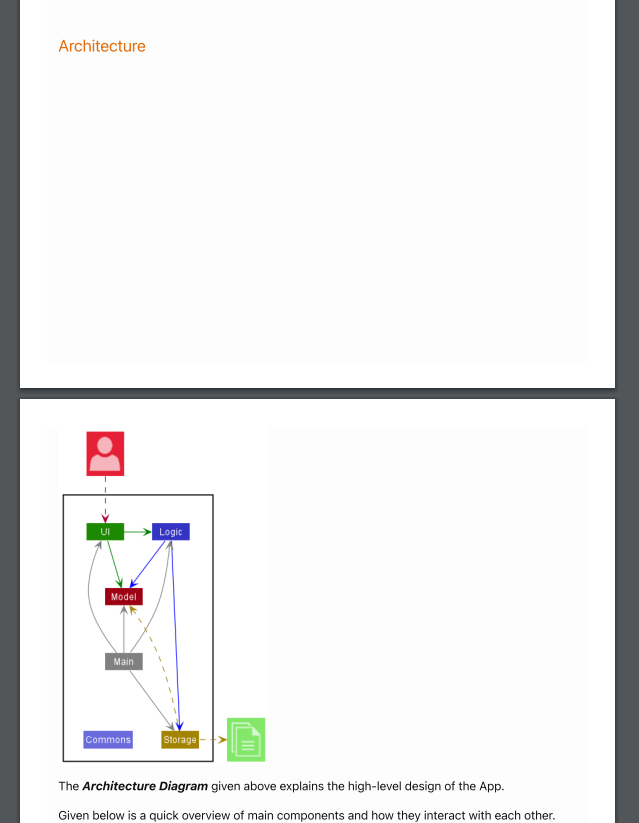 Architecture
UI
Logic
Model
Main
Commons
Storage
The Architecture Diagram given above explains the high-level design of the App.
Given below is a quick overview of main components and how they interact with each other.